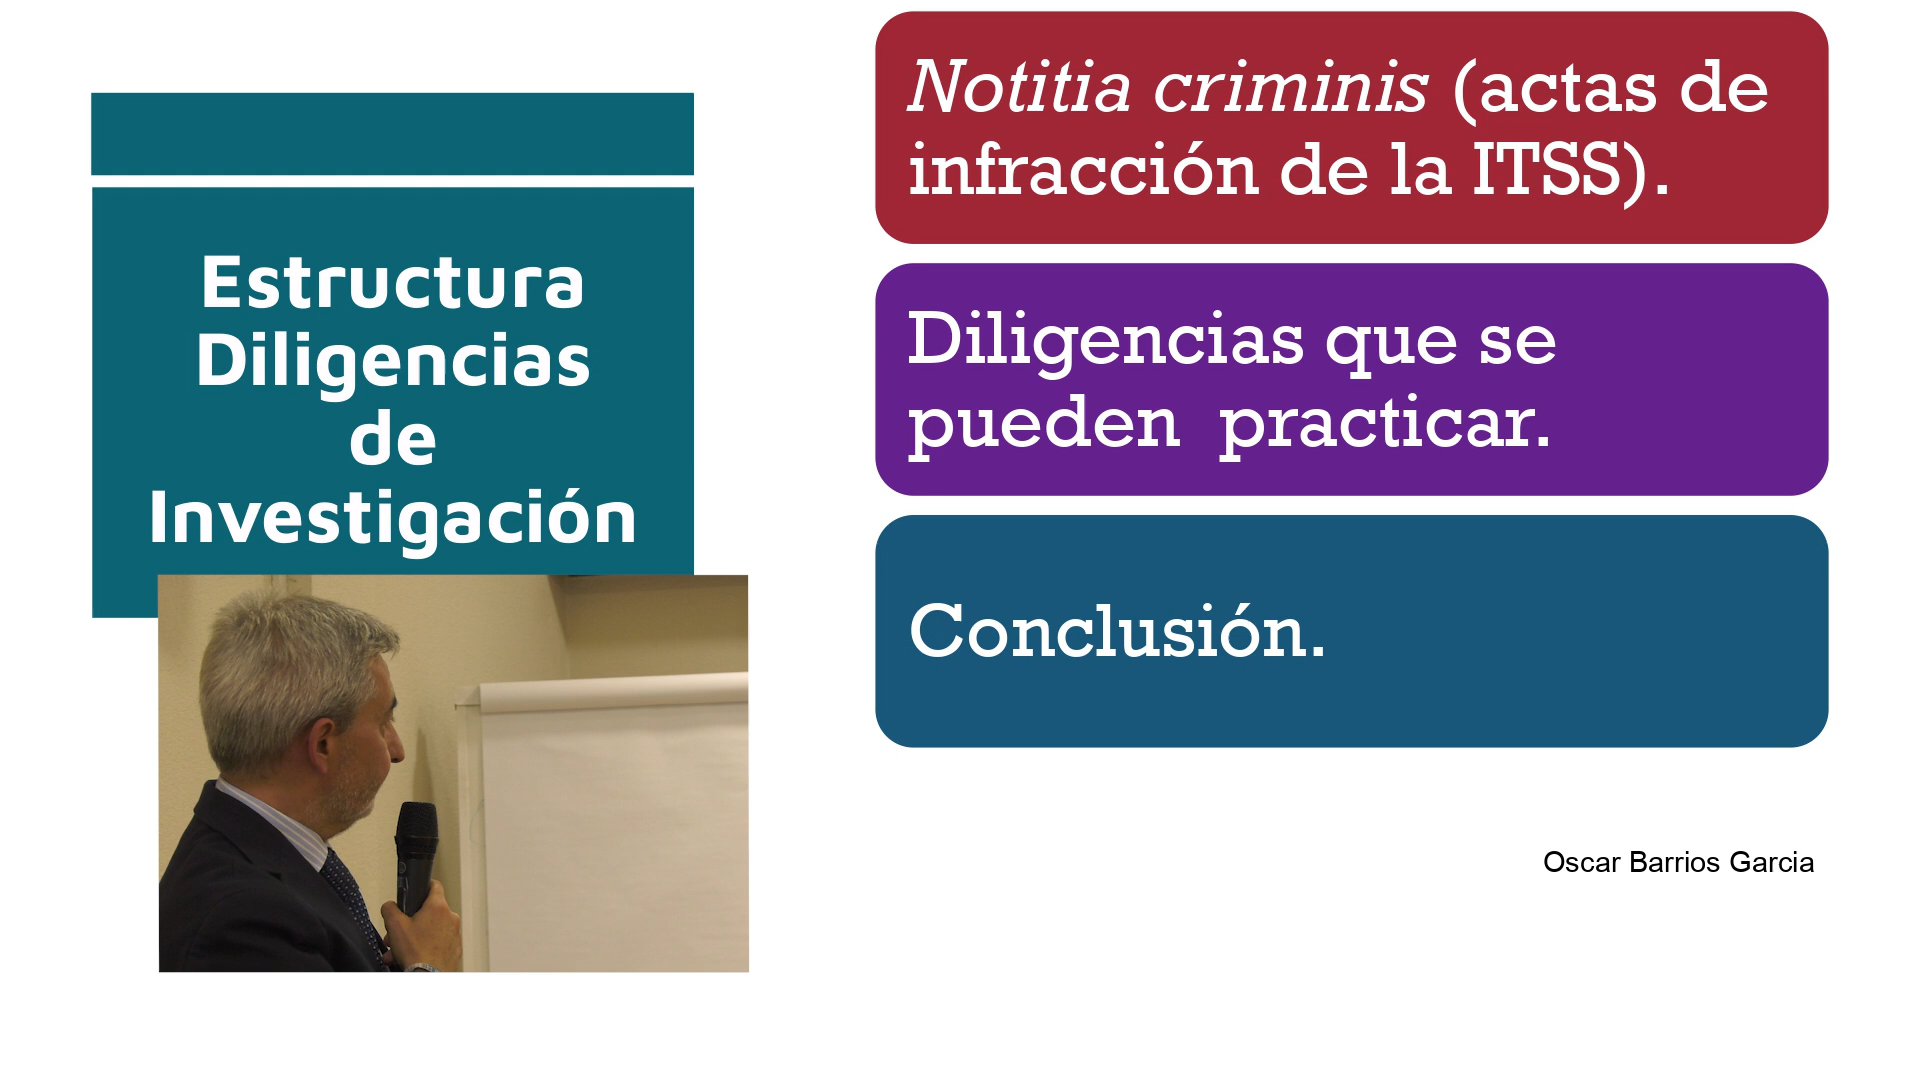 Estructura
Diligencias
de
Investigación
Notitia criminis (actas de
infracción de la ITSS).
Diligencias que se
pueden  practicar.
Conclusión.
Oscar Barrios Garcia